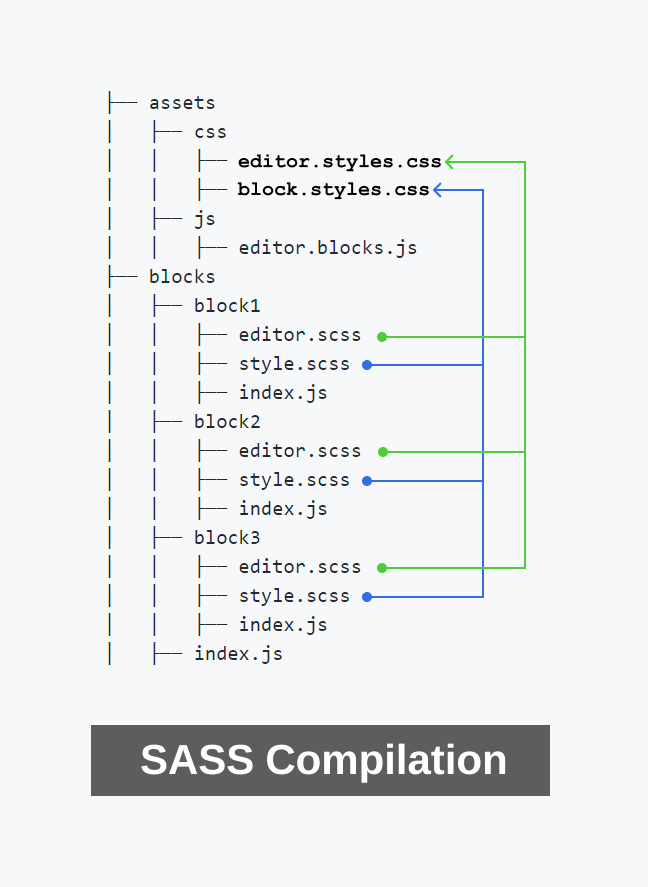 ├── assets
│   ├── css
│   │   ├── editor.styles.css
│   │   ├── block.styles.css
│   ├── js
│   │   ├── editor.blocks.js
├── blocks
│   ├── block1
│   │   ├── editor.scss
│   │   ├── style.scss
│   │   ├── index.js
│   ├── block2
│   │   ├── editor.scss
│   │   ├── style.scss
│   │   ├── index.js
│   ├── block3
│   │   ├── editor.scss
│   │   ├── style.scss
│   │   ├── index.js
│   ├── index.js
SASS Compilation